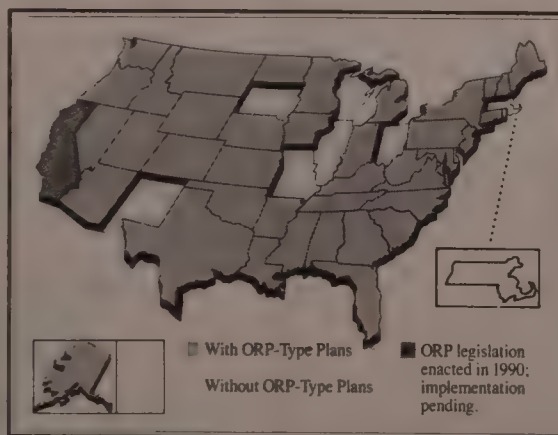 With ORP-Type Plans
Without ORP-Type Plans
ORP legislation
enacted in 1990;
implementation
pending.